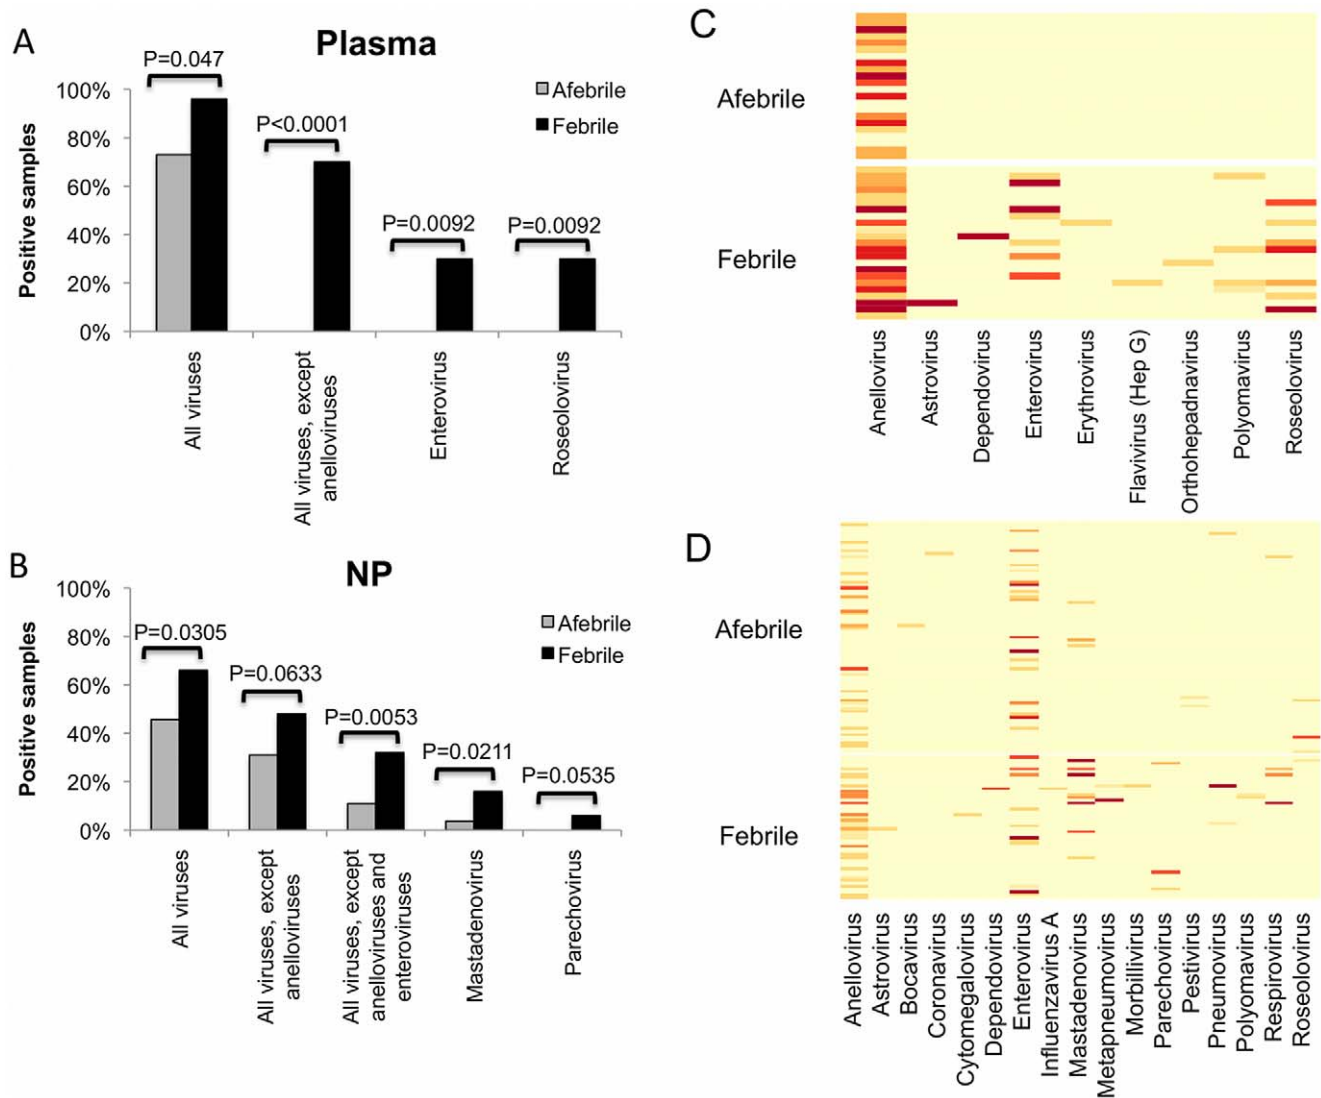 A
Plasma
P=0.047
P<0.0001
P=0.0092
P=0.0092
Afebrile
Febrile
Positive samples
100%
80%
60%
40%
20%
0%
All viruses
All viruses, except
anelloviruses
Enterovirus
Roseolovirus
B
NP
P=0.0305
P=0.0633
P=0.0053
P=0.0211
P=0.0535
Afebrile
Febrile
Positive samples
100%
80%
60%
40%
20%
0%
All viruses
All viruses, except
anelloviruses
All viruses, except
anelloviruses and
enteroviruses
Mastadenovirus
Parechovirus
C
Afebrile
Febrile
Anellovirus
Astrovirus
Dependovirus
Enterovirus
Erythrovirus
Flavivirus (Hep G)
Orthohepadnavirus
Polyomavirus
Roseolovirus
D
Afebrile
Febrile
Anellovirus
Astrovirus
Bocavirus
Coronavirus
Cytomegalovirus
Dependovirus
Enterovirus
Influenzavirus A
Mastadenovirus
Metapneumovirus
Morbillivirus
Parechovirus
Pestivirus
Pneumovirus
Polyomavirus
Respirovirus
Roseolovirus